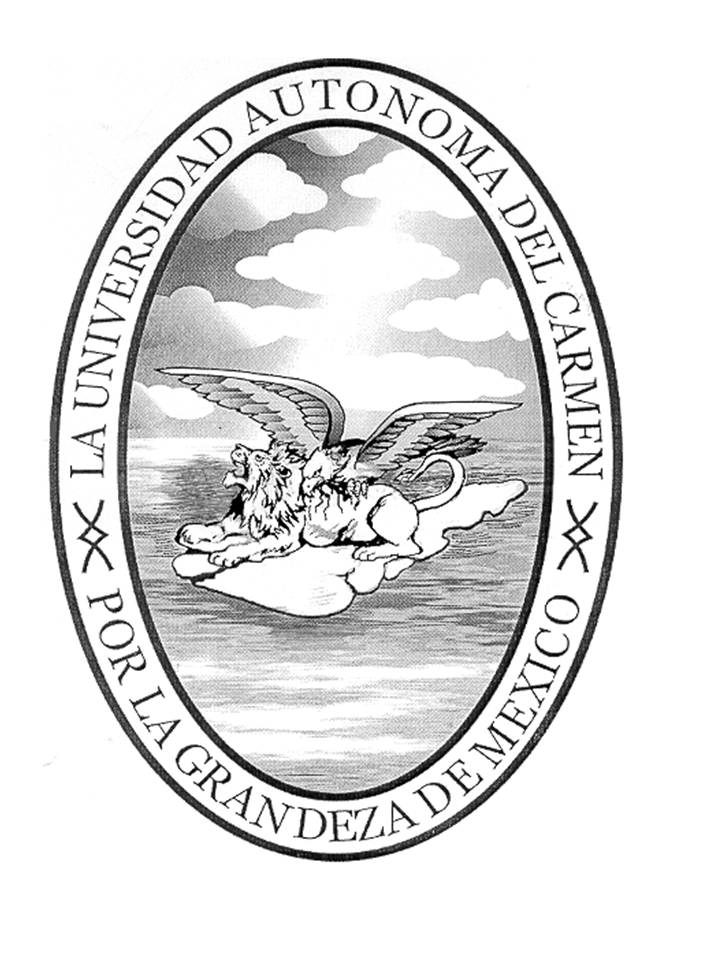 LA UNIVERSIDAD AUTONOMA DEL CARMEN
POR LA GRANDEZA DE MEXICO